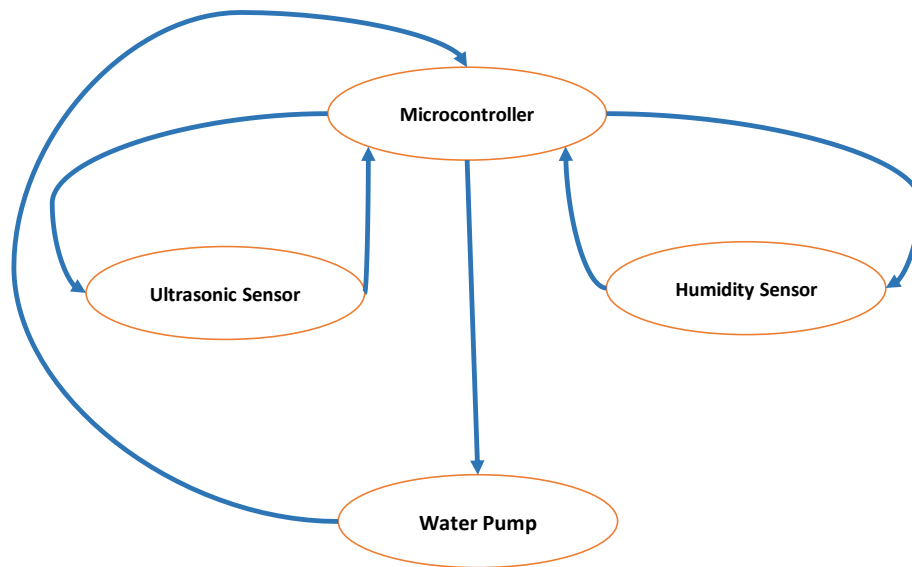 Microcontroller
Ultrasonic Sensor
Humidity Sensor
Water Pump